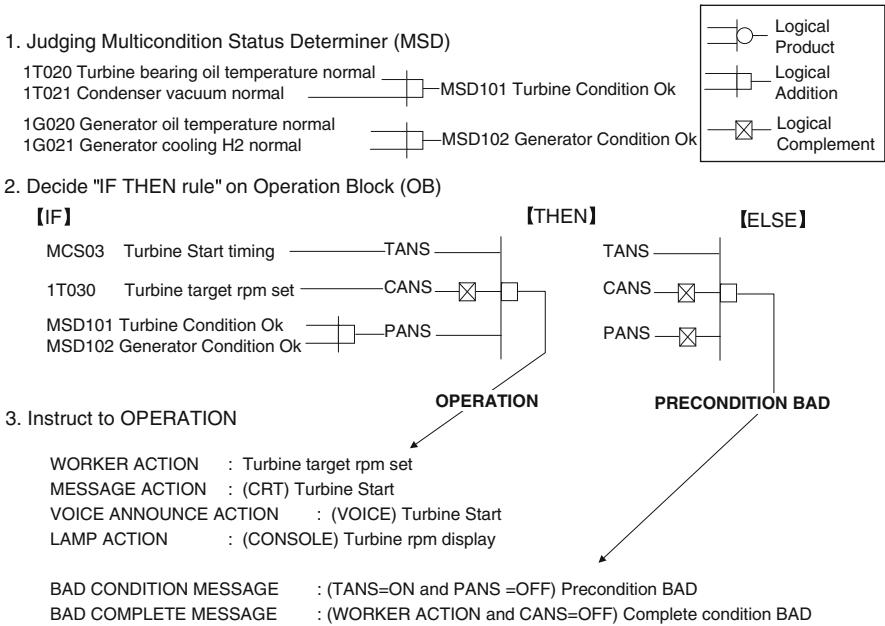 1. Judging Multicondition Status Determiner (MSD)
1T020 Turbine bearing oil temperature normal
1T021 Condenser vacuum normal
MSD101 Turbine Condition Ok
1G020 Generator oil temperature normal
1G021 Generator cooling H2 normal
MSD102 Generator Condition Ok
Logical
Product
Logical
Addition
Logical
Complement
2. Decide "IF THEN rule" on Operation Block (OB)
【IF】
【THEN】
【ELSE】
MCS03 Turbine Start timing
TANS
TANS
1T030 Turbine target rpm set
CANS
CANS
MSD101 Turbine Condition Ok
MSD102 Generator Condition Ok
PANS
PANS
OPERATION
PRECONDITION BAD
3. Instruct to OPERATION
WORKER ACTION : Turbine target rpm set
MESSAGE ACTION : (CRT) Turbine Start
VOICE ANNOUNCE ACTION : (VOICE) Turbine Start
LAMP ACTION : (CONSOLE) Turbine rpm display
BAD CONDITION MESSAGE : (TANS=ON and PANS =OFF) Precondition BAD
BAD COMPLETE MESSAGE : (WORKER ACTION and CANS=OFF) Complete condition BAD